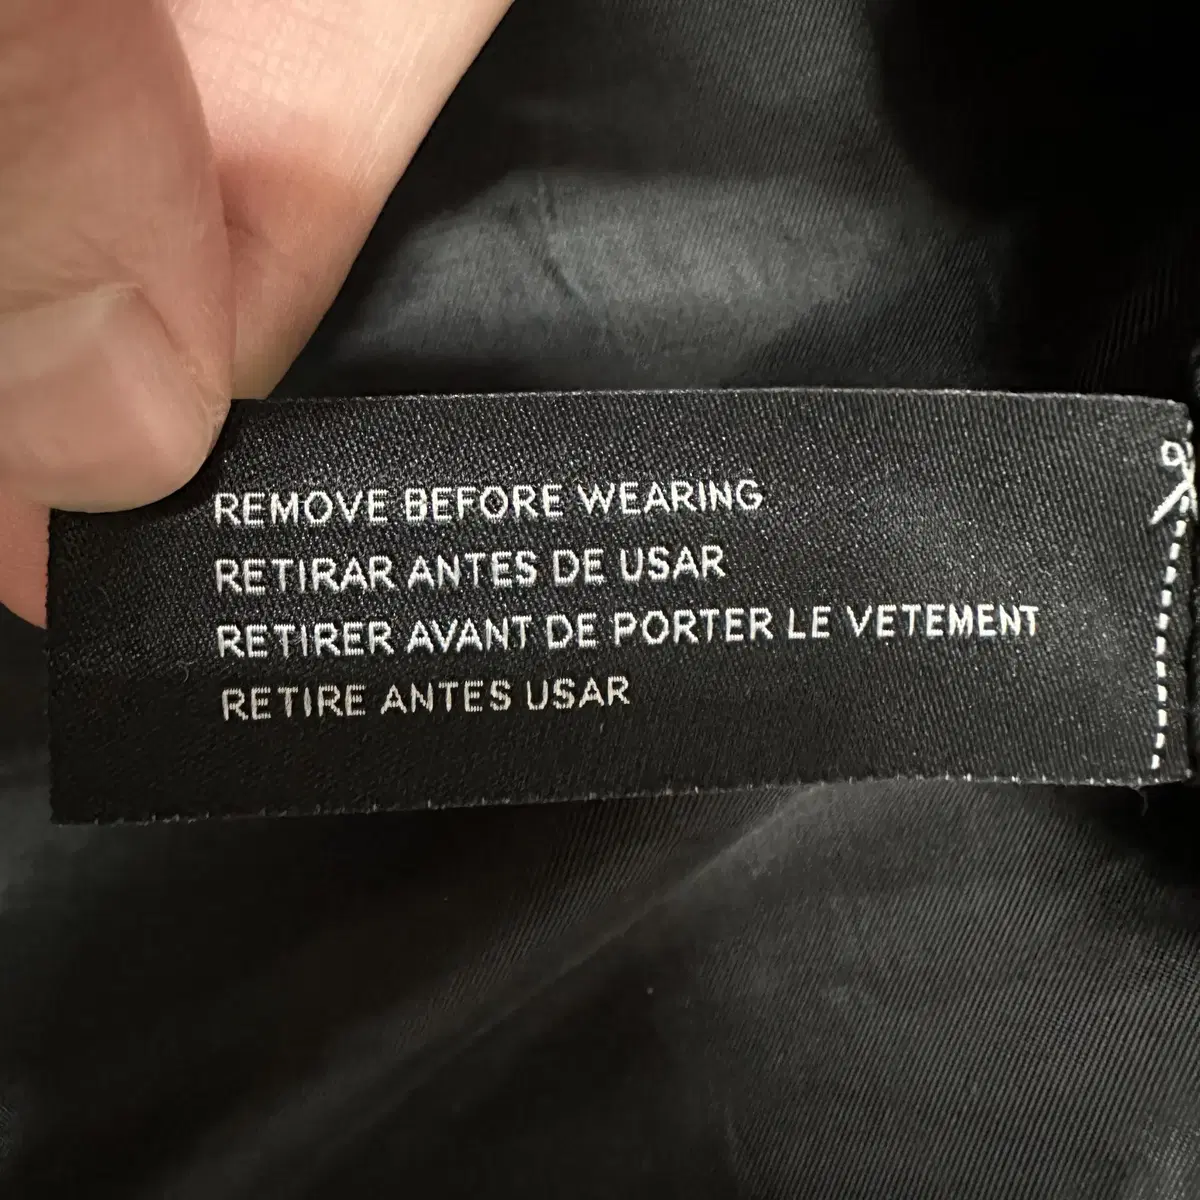 REMOVE BEFORE WEARING
RETIRAR ANTES DE USAR
RETIRER AVANT DE PORTER LE VETEMENT
RETIRE ANTES USAR